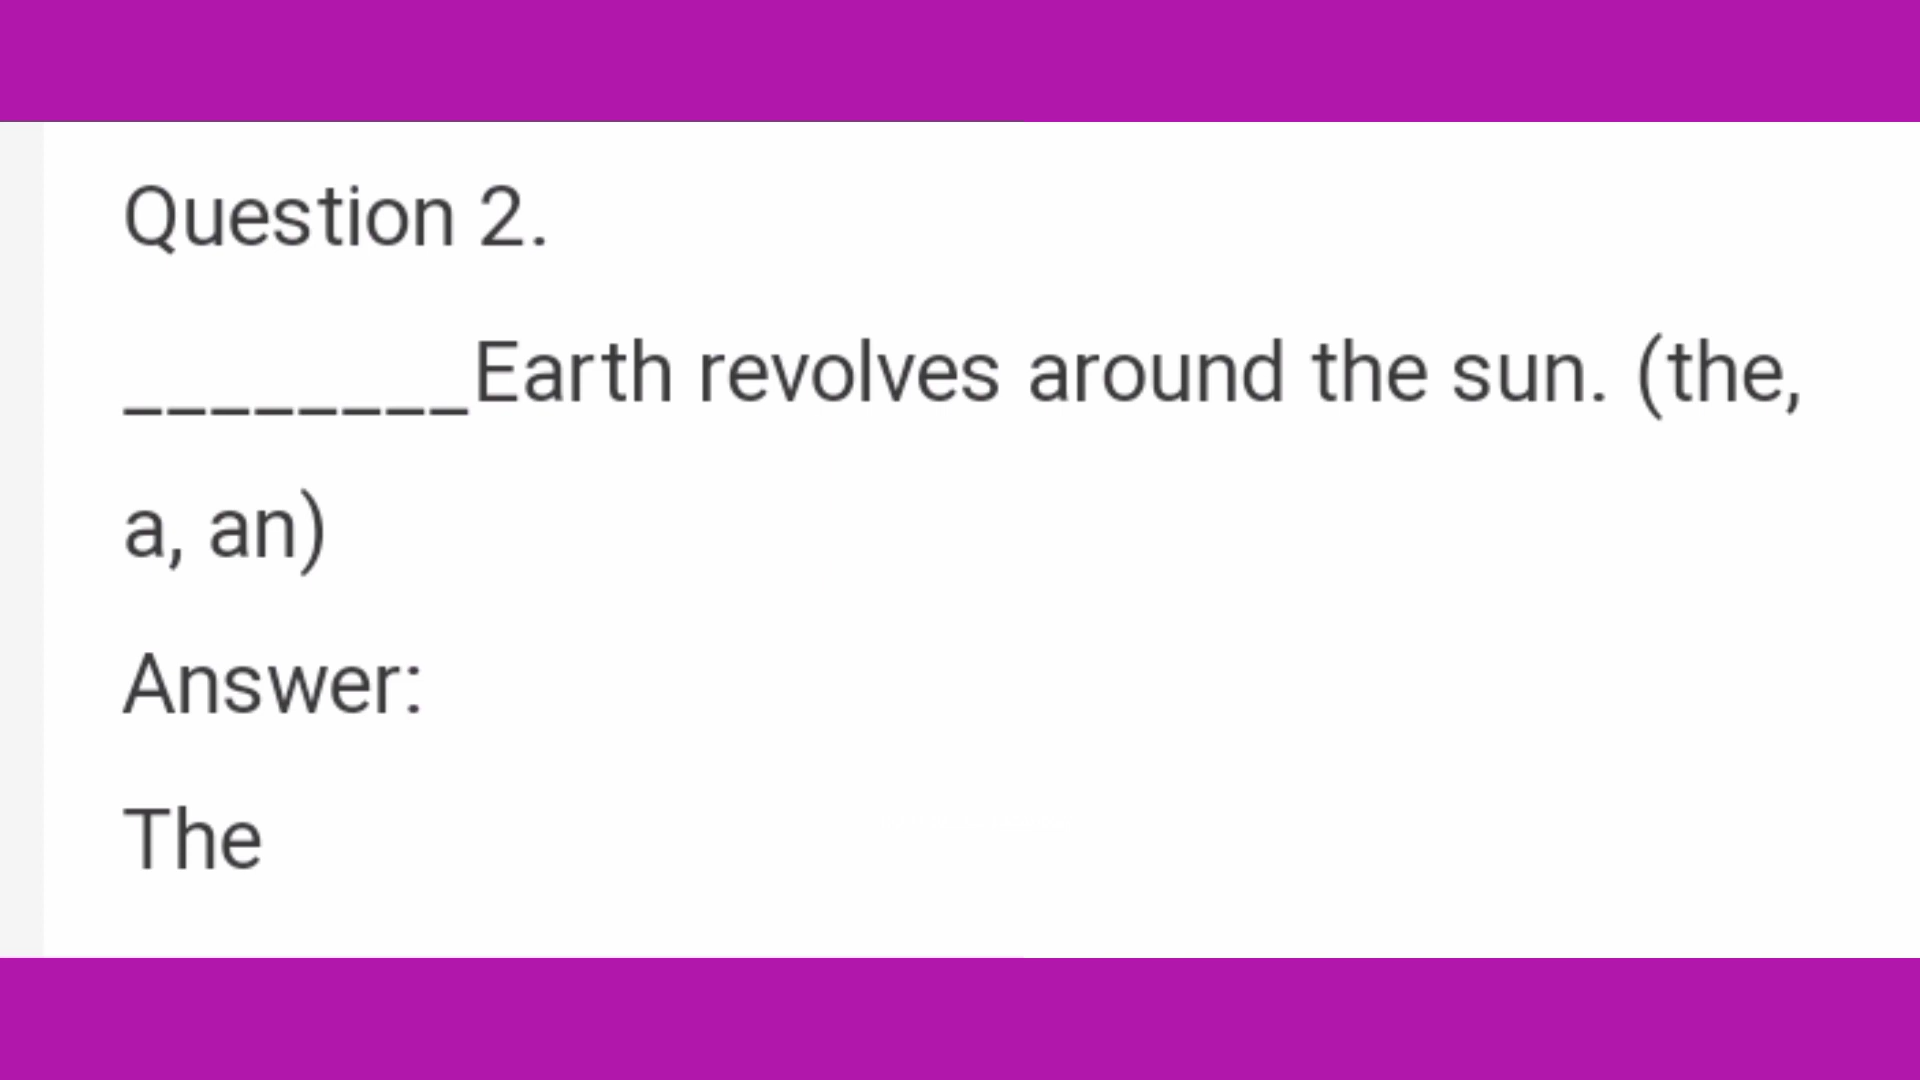 Question 2.
________Earth revolves around the sun. (the,
a, an)
Answer:
The